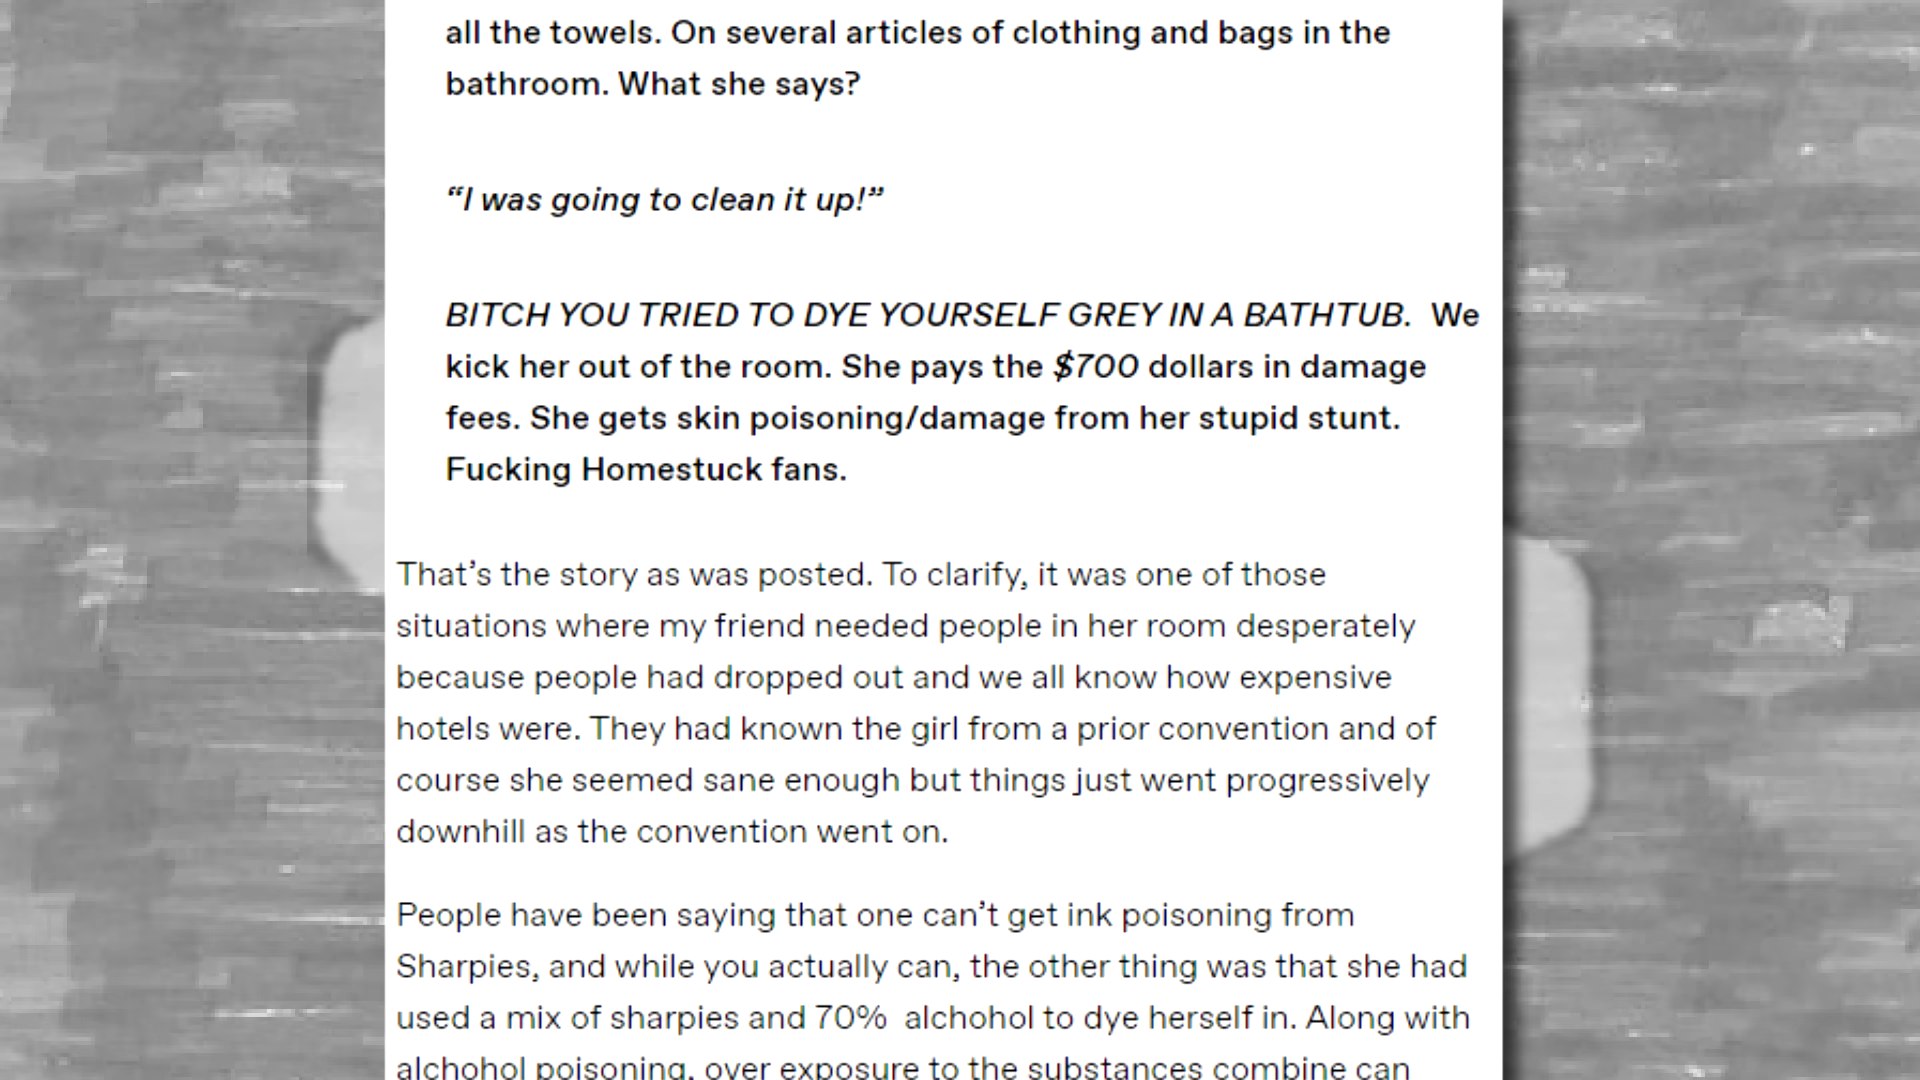 all the towels. On several articles of clothing and bags in the
bathroom. What she says?
“I was going to clean it up!”
BITCH YOU TRIED TO DYE YOURSELF GREY IN A BATHTUB.  We
kick her out of the room. She pays the $700 dollars in damage
fees. She gets skin poisoning/damage from her stupid stunt.
Fucking Homestuck fans.
That’s the story as was posted. To clarify, it was one of those
situations where my friend needed people in her room desperately
because people had dropped out and we all know how expensive
hotels were. They had known the girl from a prior convention and of
course she seemed sane enough but things just went progressively
downhill as the convention went on.
People have been saying that one can’t get ink poisoning from
Sharpies, and while you actually can, the other thing was that she had
used a mix of sharpies and 70%  alchohol to dye herself in. Along with
alchohol poisoning, over exposure to the substances combine can